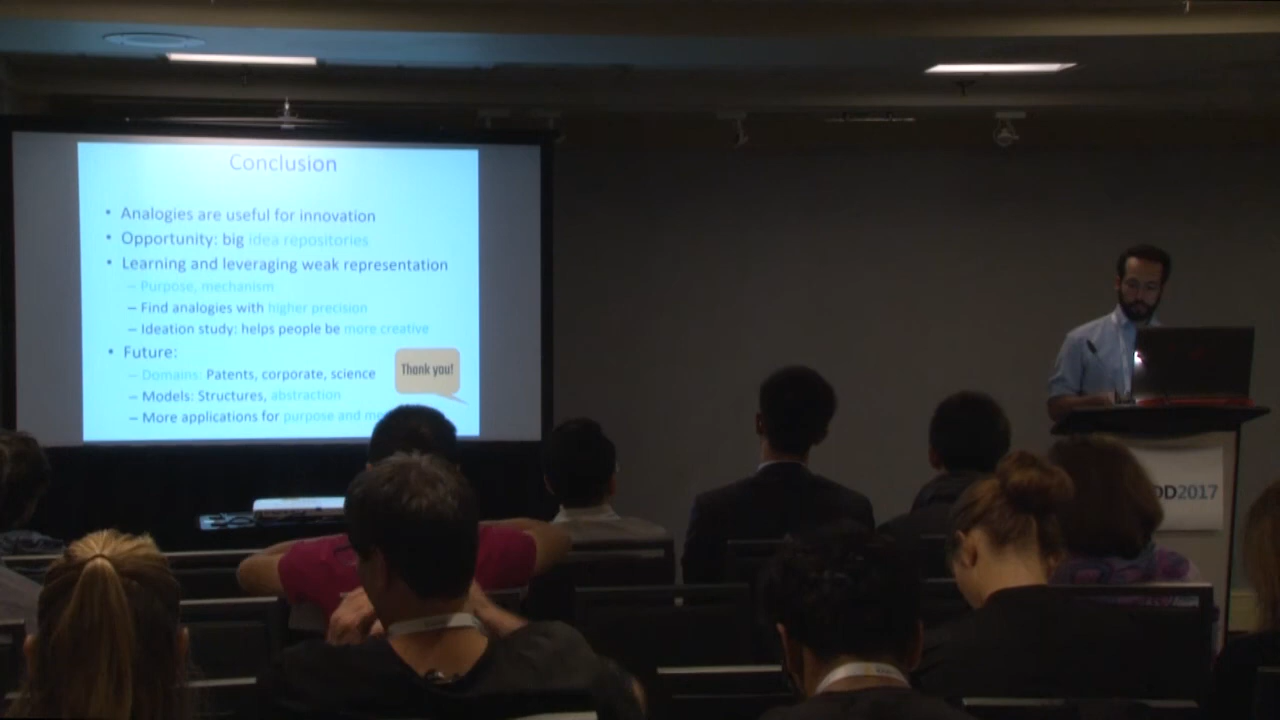 Conclusion
• Analogies are useful for innovation
• Opportunity: big idea repositories
• Learning and leveraging weak representation
– Purpose, mechanism
– Find analogies with higher precision
– Ideation study: helps people be more creative
• Future:
– Domains: Patents, corporate, science
– Models: Structures, abstraction
– More applications for purpose and
Thank you!
DD2017